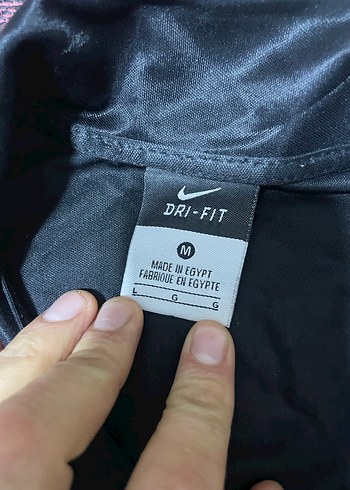 DRI-FIT
M
MADE IN EGYPT
FABRIQUE EN EGYPTE
L G G